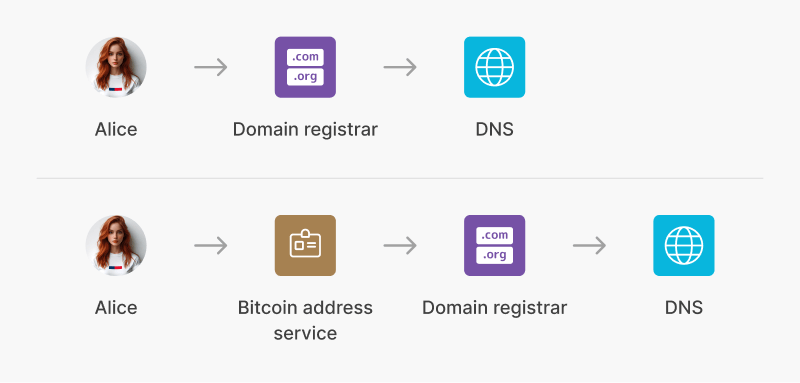 .com
.org
Alice
Domain registrar
DNS
.com
.org
Alice
Bitcoin address
service
Domain registrar
DNS